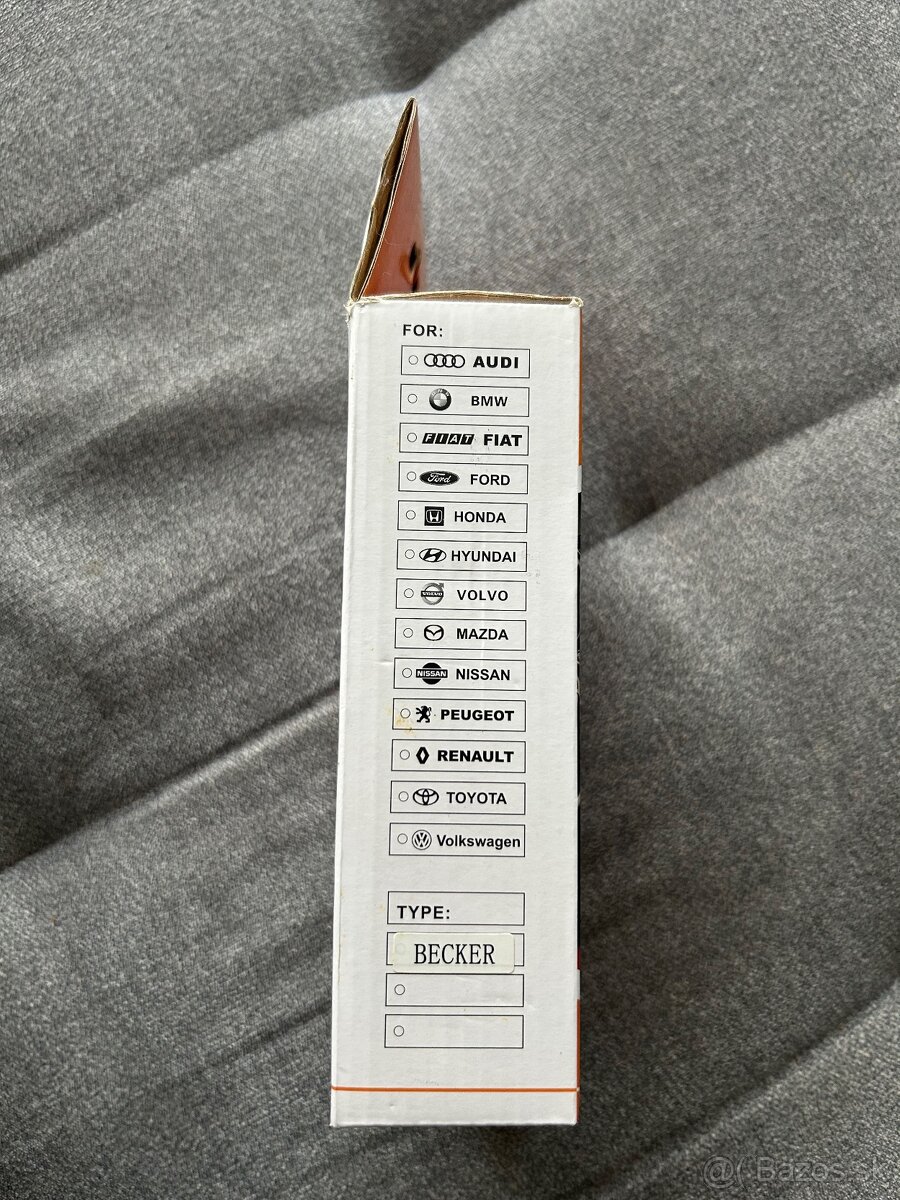 FOR:
AUDI
BMW
FIAT FIAT
Ford FORD
HONDA
HYUNDAI
VOLVO VOLVO
MAZDA
NISSAN NISSAN
PEUGEOT
RENAULT
TOYOTA
Volkswagen
TYPE:
BECKER
@( Bazos.sk